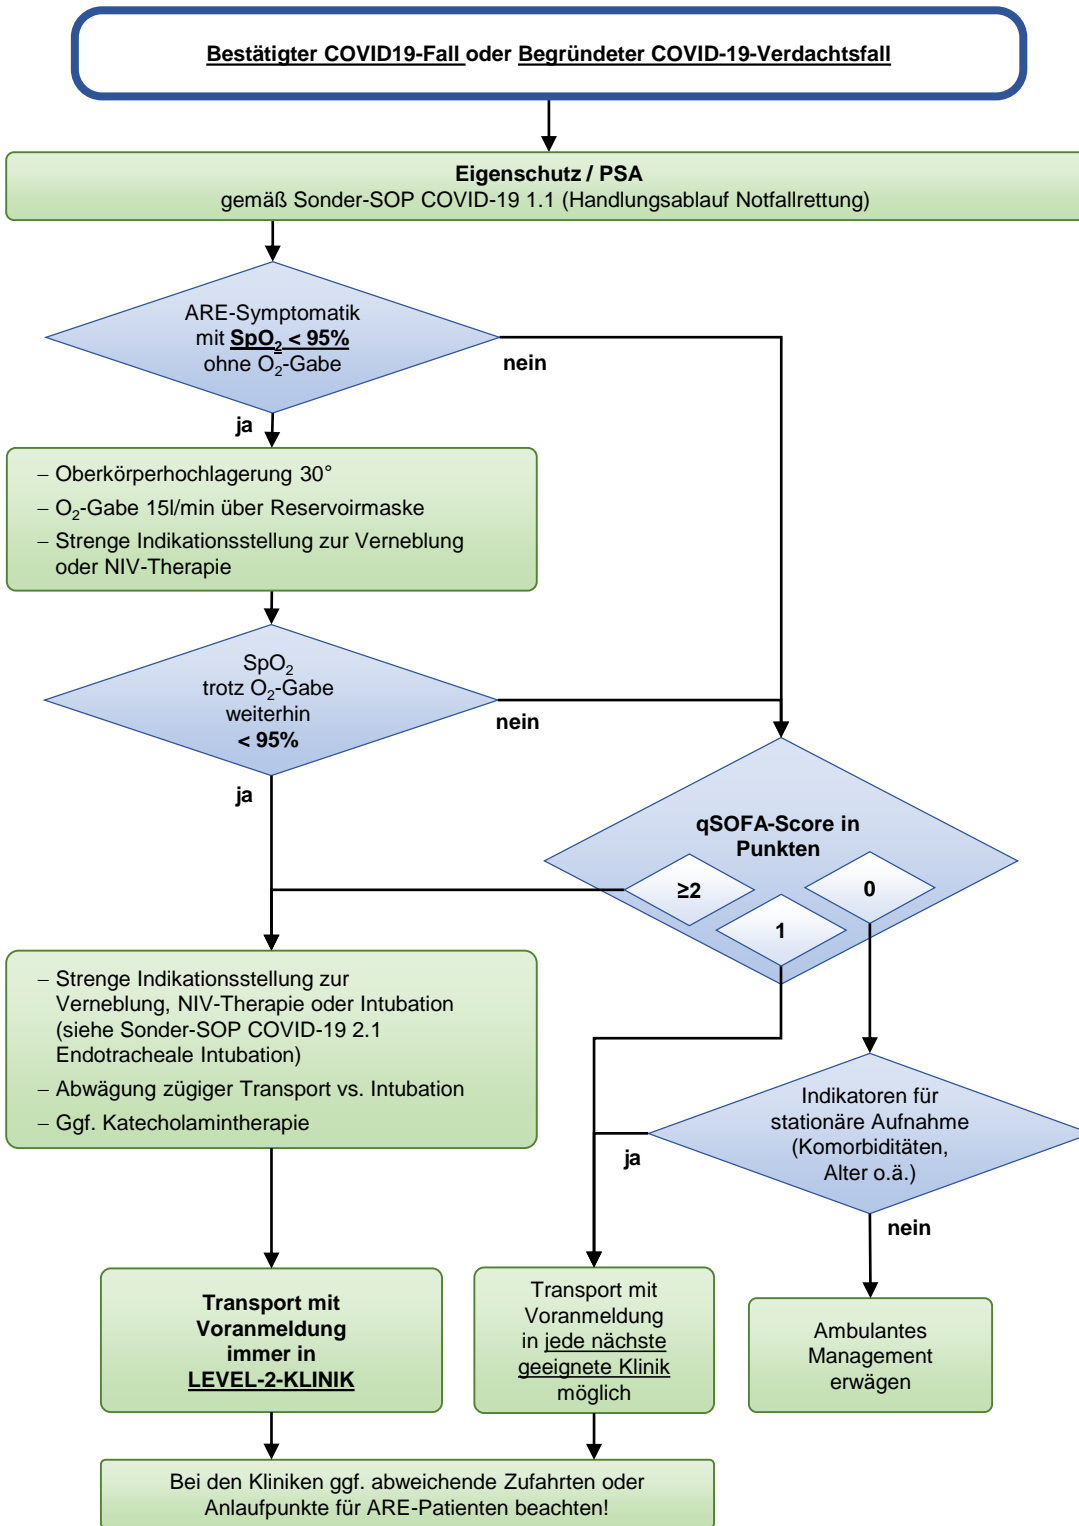 Bestätigter COVID19-Fall oder Begründeter COVID-19-Verdachtsfall
Eigenschutz / PSA
gemäß Sonder-SOP COVID-19 1.1 (Handlungsablauf Notfallrettung)
ARE-Symptomatik
mit SpO₂ < 95%
ohne O₂-Gabe
nein
ja
– Oberkörperhochlagerung 30°
– O₂-Gabe 15l/min über Reservoirmaske
– Strenge Indikationsstellung zur Verneblung
oder NIV-Therapie
SpO₂
trotz O₂-Gabe
weiterhin
< 95%
nein
ja
qSOFA-Score in
Punkten
≥2
1
0
– Strenge Indikationsstellung zur
Verneblung, NIV-Therapie oder Intubation
(siehe Sonder-SOP COVID-19 2.1
Endotracheale Intubation)
– Abwägung zügiger Transport vs. Intubation
– Ggf. Katecholamintherapie
Indikatoren für
stationäre Aufnahme
(Komorbiditäten,
Alter o.ä.)
ja
nein
Transport mit
Voranmeldung
immer in
LEVEL-2-KLINIK
Transport mit
Voranmeldung
in jede nächste
geeignete Klinik
möglich
Ambulantes
Management
erwägen
Bei den Kliniken ggf. abweichende Zufahrten oder
Anlaufpunkte für ARE-Patienten beachten!